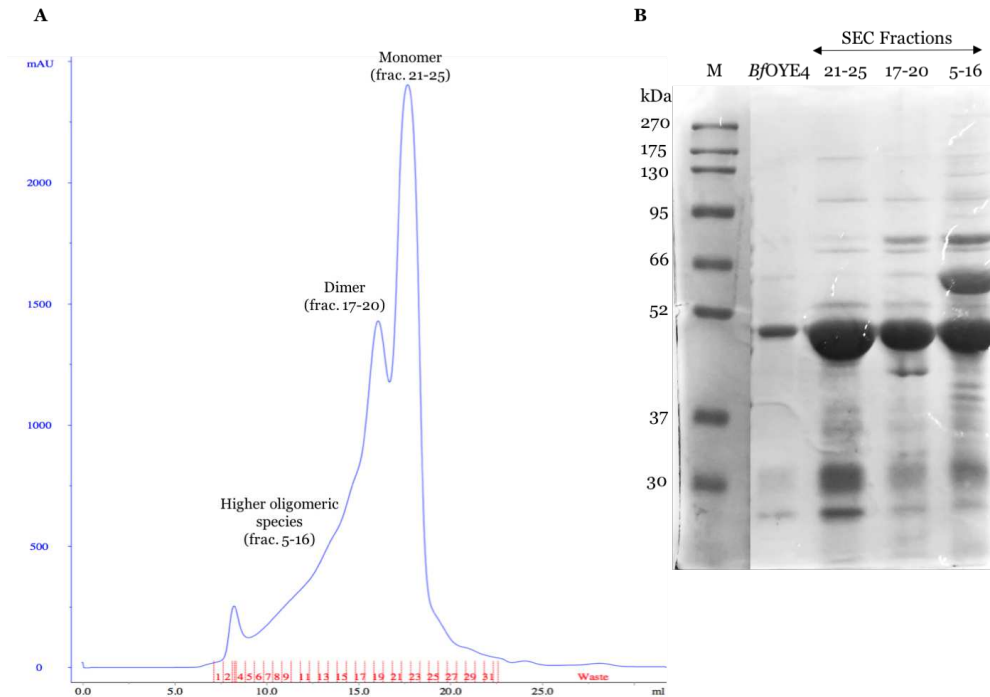 A
mAU
2000
1500
1000
500
0
Monomer
(frac. 21-25)
Dimer
(frac. 17-20)
Higher oligomeric
species
(frac. 5-16)
1 2 4 5 6 7 8 9 11 13 15 17 19 21 23 25 27 29 31 Waste
0.0 5.0 10.0 15.0 20.0 25.0 ml
B
SEC Fractions
M BfOYE4 21-25 17-20 5-16
kDa
270
175
130
95
66
52
37
30